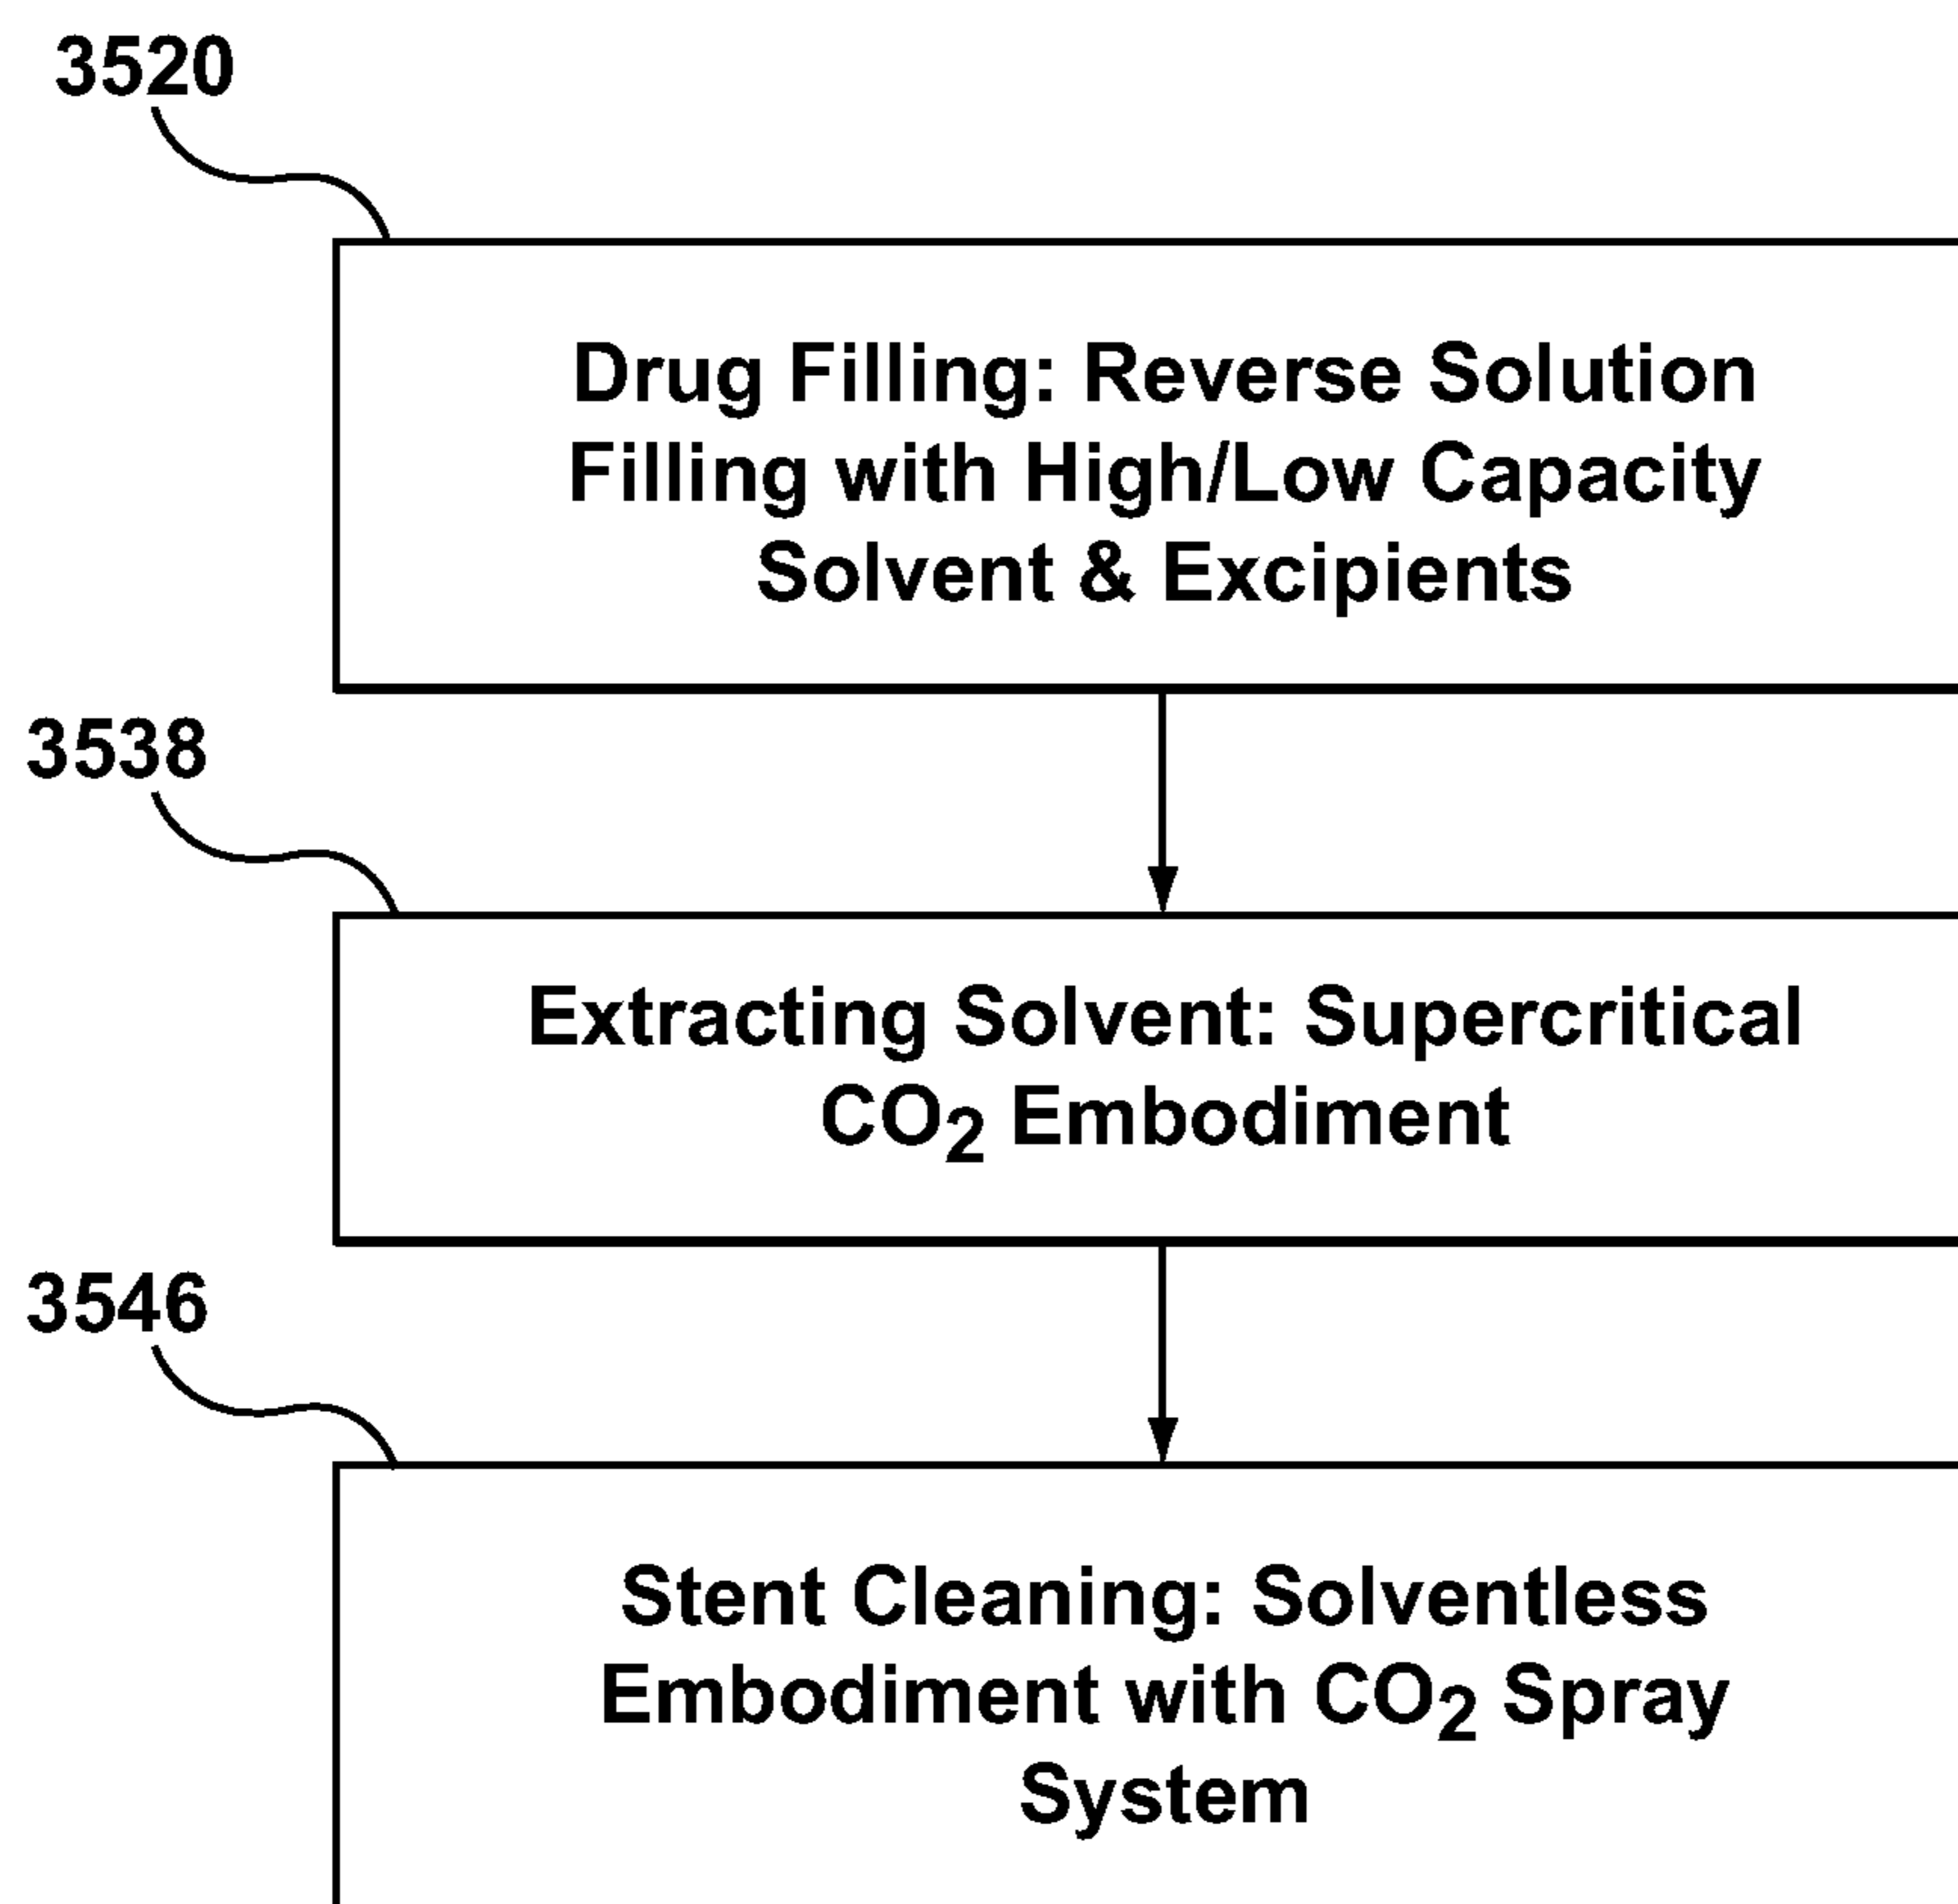 3520
Drug Filling: Reverse Solution
Filling with High/Low Capacity
Solvent & Excipients
3538
Extracting Solvent: Supercritical
CO₂ Embodiment
3546
Stent Cleaning: Solventless
Embodiment with CO₂ Spray
System